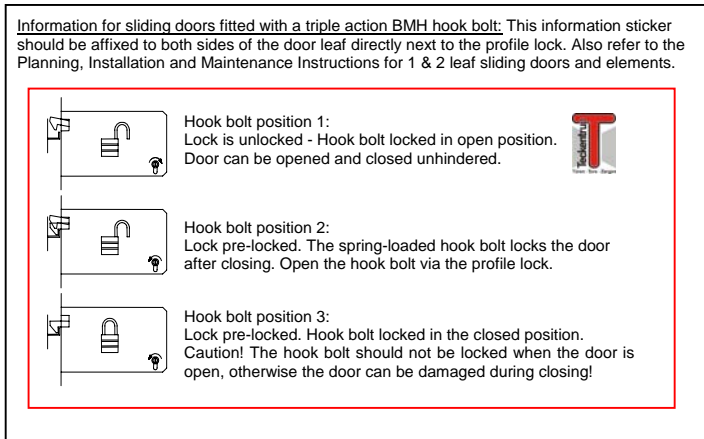 Information for sliding doors fitted with a triple action BMH hook bolt: This information sticker
should be affixed to both sides of the door leaf directly next to the profile lock. Also refer to the
Planning, Installation and Maintenance Instructions for 1 & 2 leaf sliding doors and elements.
Hook bolt position 1:
Lock is unlocked - Hook bolt locked in open position.
Door can be opened and closed unhindered.
Teckentrup
Türen · Tore · Zargen
Hook bolt position 2:
Lock pre-locked. The spring-loaded hook bolt locks the door
after closing. Open the hook bolt via the profile lock.
Hook bolt position 3:
Lock pre-locked. Hook bolt locked in the closed position.
Caution! The hook bolt should not be locked when the door is
open, otherwise the door can be damaged during closing!